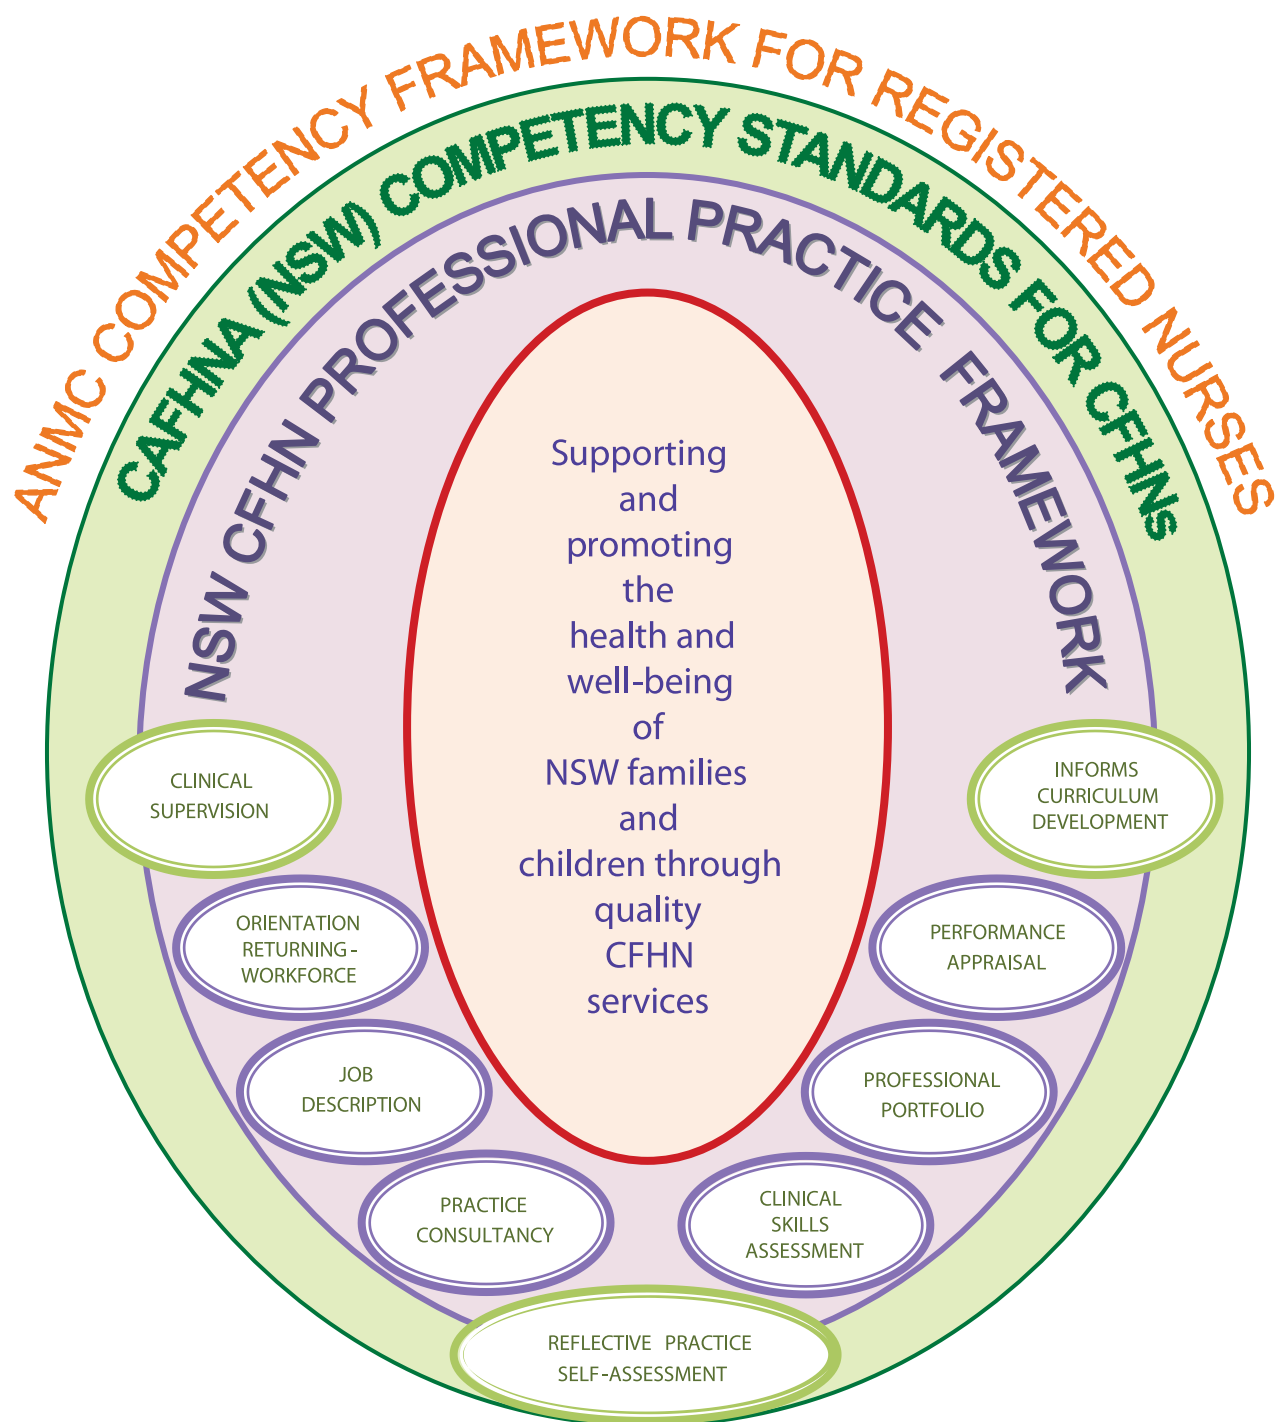 ANMC COMPETENCY FRAMEWORK FOR REGISTERED NURSES
CAFHNA (NSW) COMPETENCY STANDARDS FOR CFHNs
NSW CFHN PROFESSIONAL PRACTICE FRAMEWORK
Supporting
and
promoting
the
health and
well-being
of
NSW families
and
children through
quality
CFHN
services
CLINICAL
SUPERVISION
ORIENTATION
RETURNING-
WORKFORCE
JOB
DESCRIPTION
PRACTICE
CONSULTANCY
REFLECTIVE PRACTICE
SELF-ASSESSMENT
CLINICAL
SKILLS
ASSESSMENT
PROFESSIONAL
PORTFOLIO
PERFORMANCE
APPRAISAL
INFORMS
CURRICULUM
DEVELOPMENT